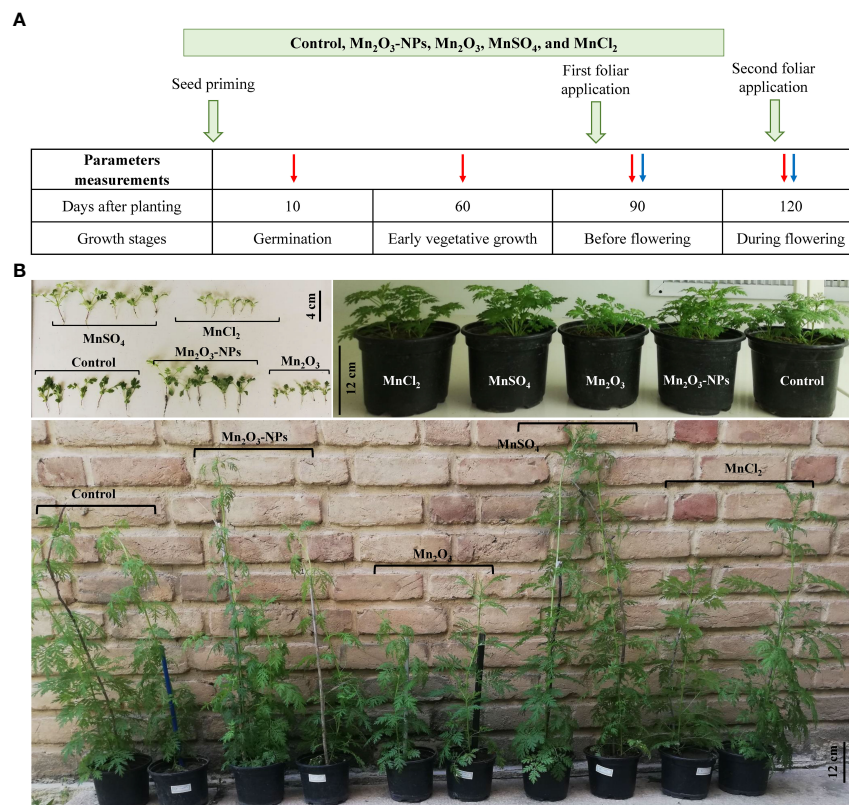 A
Control, Mn₂O₃-NPs, Mn₂O₃, MnSO₄, and MnCl₂
Seed priming
First foliar
application
Second foliar
application
Parameters
measurements
Days after planting 10 60 90 120
Growth stages Germination Early vegetative growth Before flowering During flowering
B
MnSO₄
MnCl₂
4 cm
Control
Mn₂O₃-NPs
Mn₂O₃
12 cm
MnCl₂
MnSO₄
Mn₂O₃
Mn₂O₃-NPs
Control
Control
Mn₂O₃-NPs
Mn₂O₃
MnSO₄
MnCl₂
12 cm